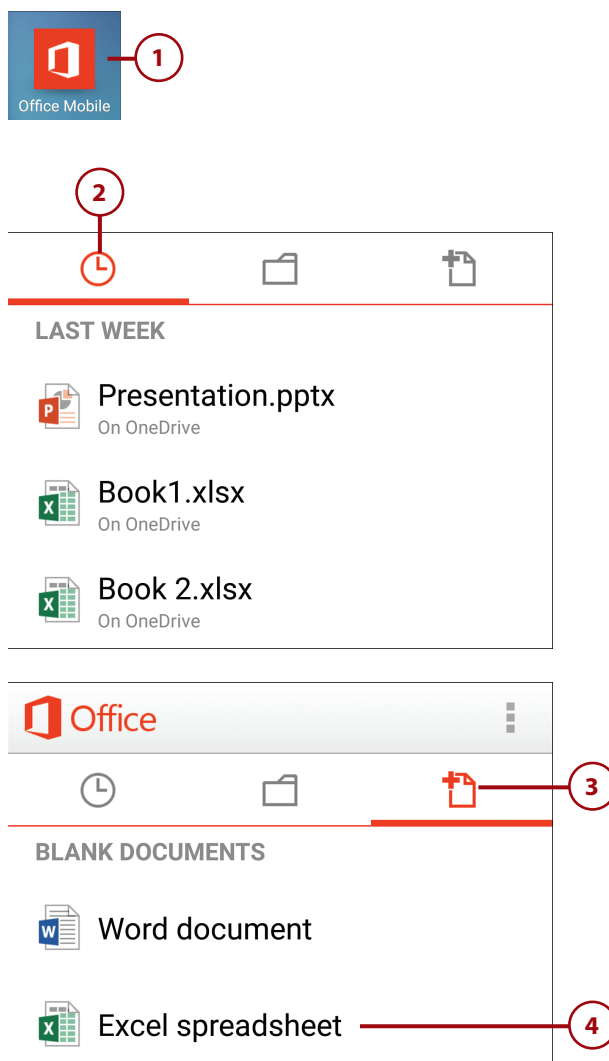 1
Office Mobile
2
LAST WEEK
Presentation.pptx
On OneDrive
Book1.xlsx
On OneDrive
Book 2.xlsx
On OneDrive
Office
3
BLANK DOCUMENTS
Word document
Excel spreadsheet 4